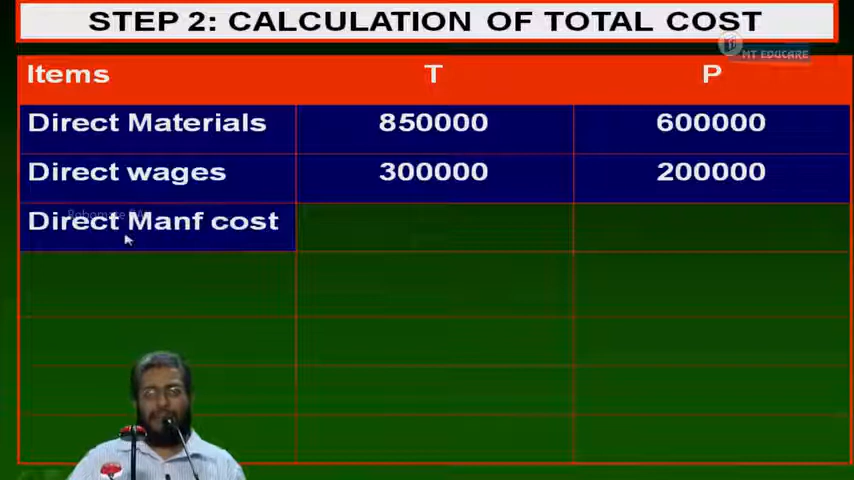 STEP 2: CALCULATION OF TOTAL COST
MT EDUCARE
Items T P
Direct Materials 850000 600000
Direct wages 300000 200000
Direct Manf cost